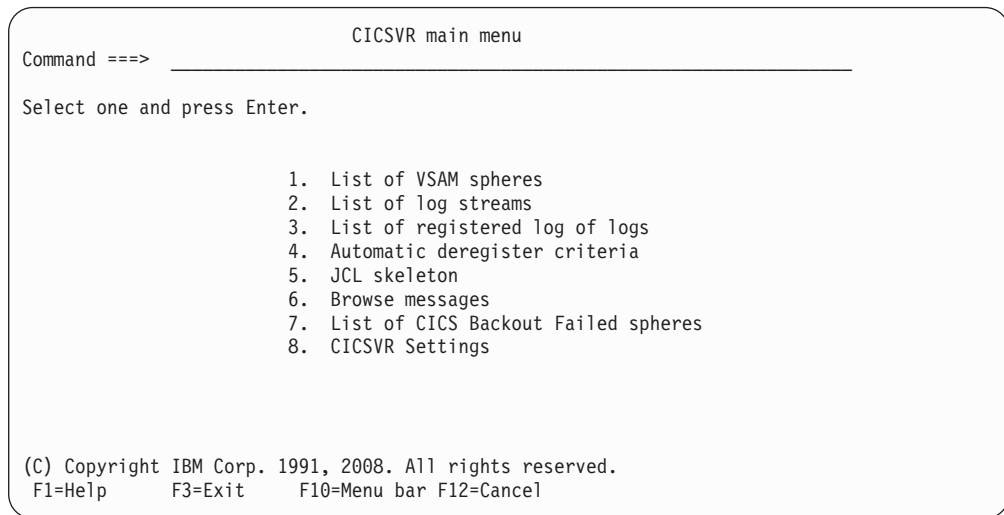 CICSVR main menu
Command ===> ________________________________________________________________
Select one and press Enter.
1. List of VSAM spheres
2. List of log streams
3. List of registered log of logs
4. Automatic deregister criteria
5. JCL skeleton
6. Browse messages
7. List of CICS Backout Failed spheres
8. CICSVR Settings
(C) Copyright IBM Corp. 1991, 2008. All rights reserved.
F1=Help F3=Exit F10=Menu bar F12=Cancel